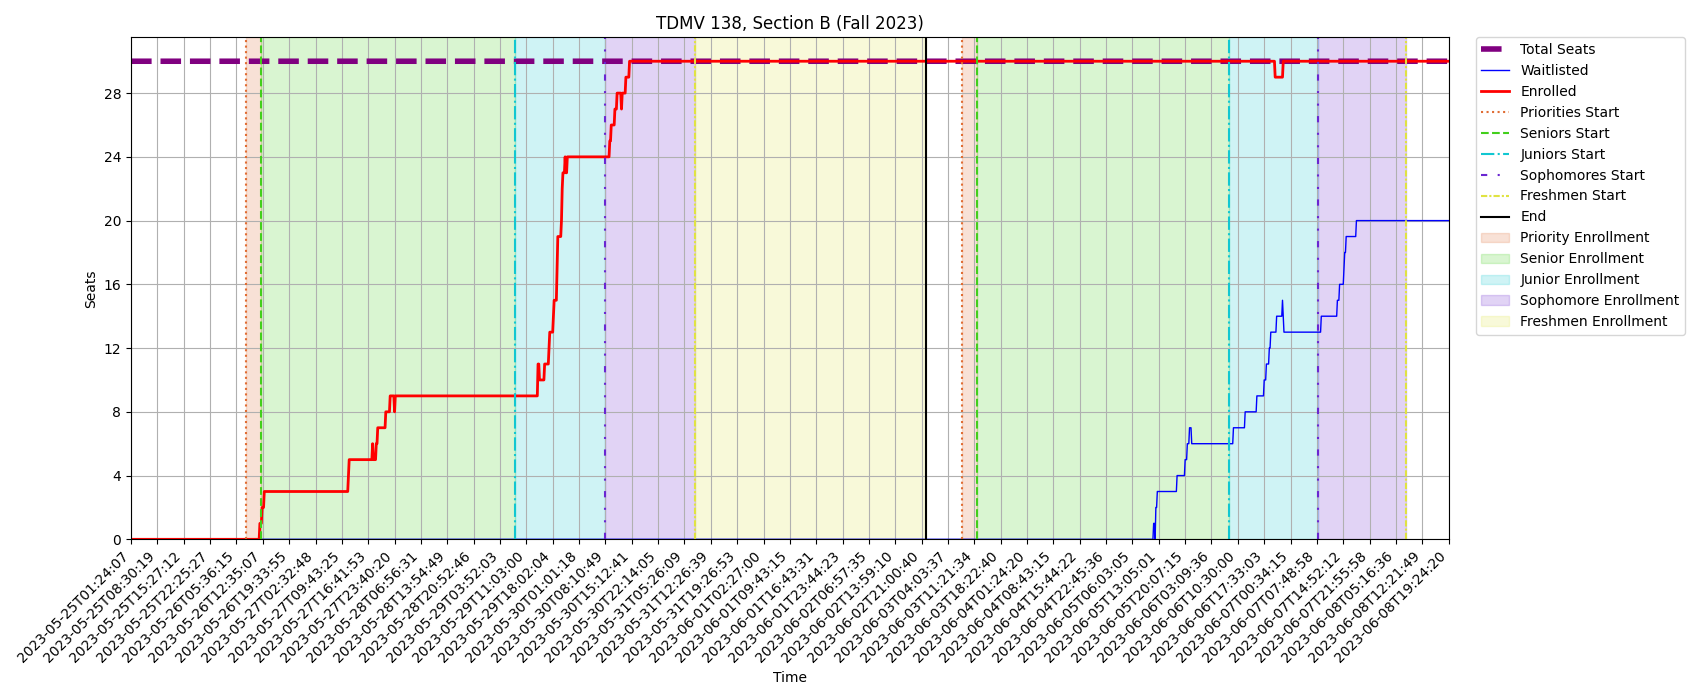 TDMV 138, Section B (Fall 2023)
Total Seats
Waitlisted
Enrolled
Priorities Start
Seniors Start
Juniors Start
Sophomores Start
Freshmen Start
End
Priority Enrollment
Senior Enrollment
Junior Enrollment
Sophomore Enrollment
Freshmen Enrollment
Seats
28
24
20
16
12
8
4
0
2023-05-25T01:24:07
2023-05-25T08:30:19
2023-05-25T15:27:12
2023-05-25T22:25:27
2023-05-26T05:36:15
2023-05-26T12:35:07
2023-05-26T19:33:55
2023-05-27T02:32:48
2023-05-27T09:43:25
2023-05-27T16:41:53
2023-05-27T23:40:20
2023-05-28T06:56:31
2023-05-28T13:54:49
2023-05-28T20:52:46
2023-05-29T03:52:03
2023-05-29T11:03:00
2023-05-29T18:02:04
2023-05-30T01:01:18
2023-05-30T08:10:49
2023-05-30T15:12:41
2023-05-30T22:14:05
2023-05-31T05:26:09
2023-05-31T12:26:39
2023-05-31T19:26:53
2023-06-01T02:27:00
2023-06-01T09:43:15
2023-06-01T16:43:31
2023-06-01T23:44:23
2023-06-02T06:57:35
2023-06-02T13:59:10
2023-06-02T21:00:40
2023-06-03T04:03:37
2023-06-03T11:21:34
2023-06-03T18:22:40
2023-06-04T01:24:20
2023-06-04T08:43:15
2023-06-04T15:44:22
2023-06-04T22:45:36
2023-06-05T06:03:05
2023-06-05T13:05:01
2023-06-05T20:07:15
2023-06-06T03:09:36
2023-06-06T10:30:00
2023-06-06T17:33:03
2023-06-07T00:34:15
2023-06-07T07:48:58
2023-06-07T14:52:12
2023-06-07T21:55:58
2023-06-08T05:16:36
2023-06-08T12:21:49
2023-06-08T19:24:20
Time